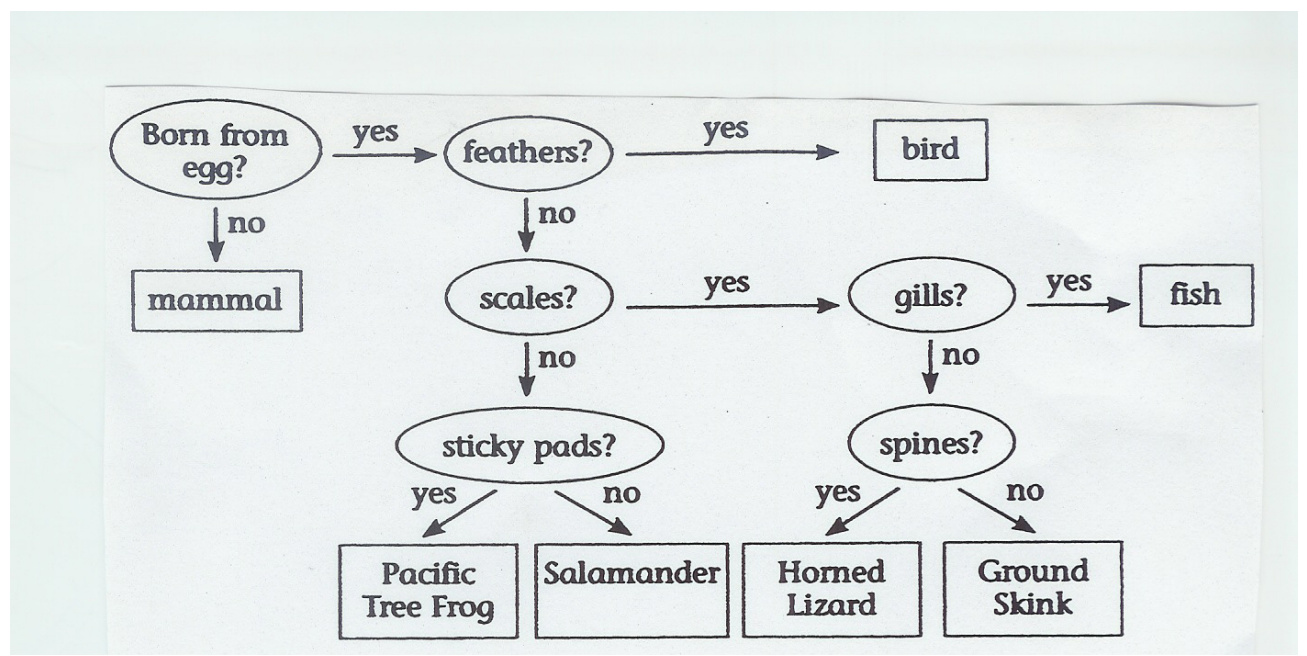 Born from
egg?
yes
feathers?
yes
bird
no
no
mammal
scales?
yes
gills?
yes
fish
no
no
sticky pads?
spines?
yes
no
yes
no
Pacific
Tree Frog
Salamander
Horned
Lizard
Ground
Skink